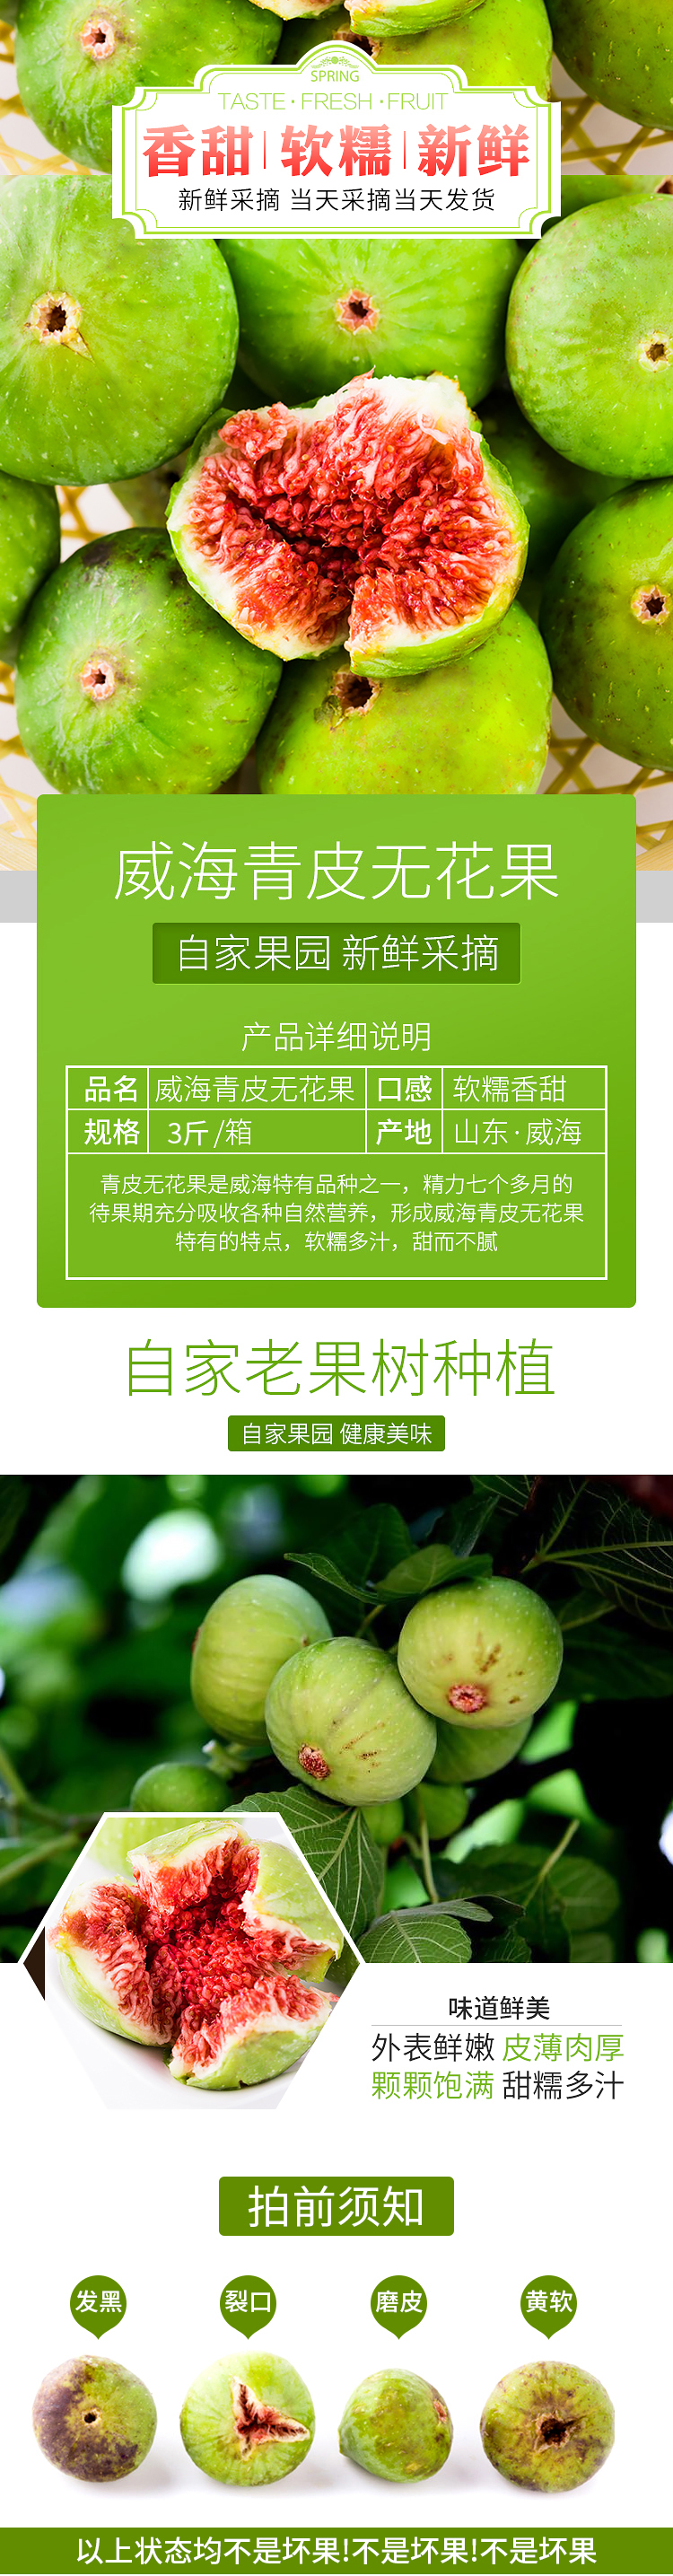 SPRING
TASTE·FRESH·FRUIT
香甜|软糯|新鲜
新鲜采摘 当天采摘当天发货
威海青皮无花果
自家果园 新鲜采摘
产品详细说明
品名 威海青皮无花果 口感 软糯香甜
规格 3斤/箱 产地 山东·威海
青皮无花果是威海特有品种之一，精力七个多月的
待果期充分吸收各种自然营养，形成威海青皮无花果
特有的特点，软糯多汁，甜而不腻
自家老果树种植
自家果园 健康美味
味道鲜美
外表鲜嫩 皮薄肉厚
颗颗饱满 甜糯多汁
拍前须知
发黑 裂口 磨皮 黄软
以上状态均不是坏果!不是坏果!不是坏果